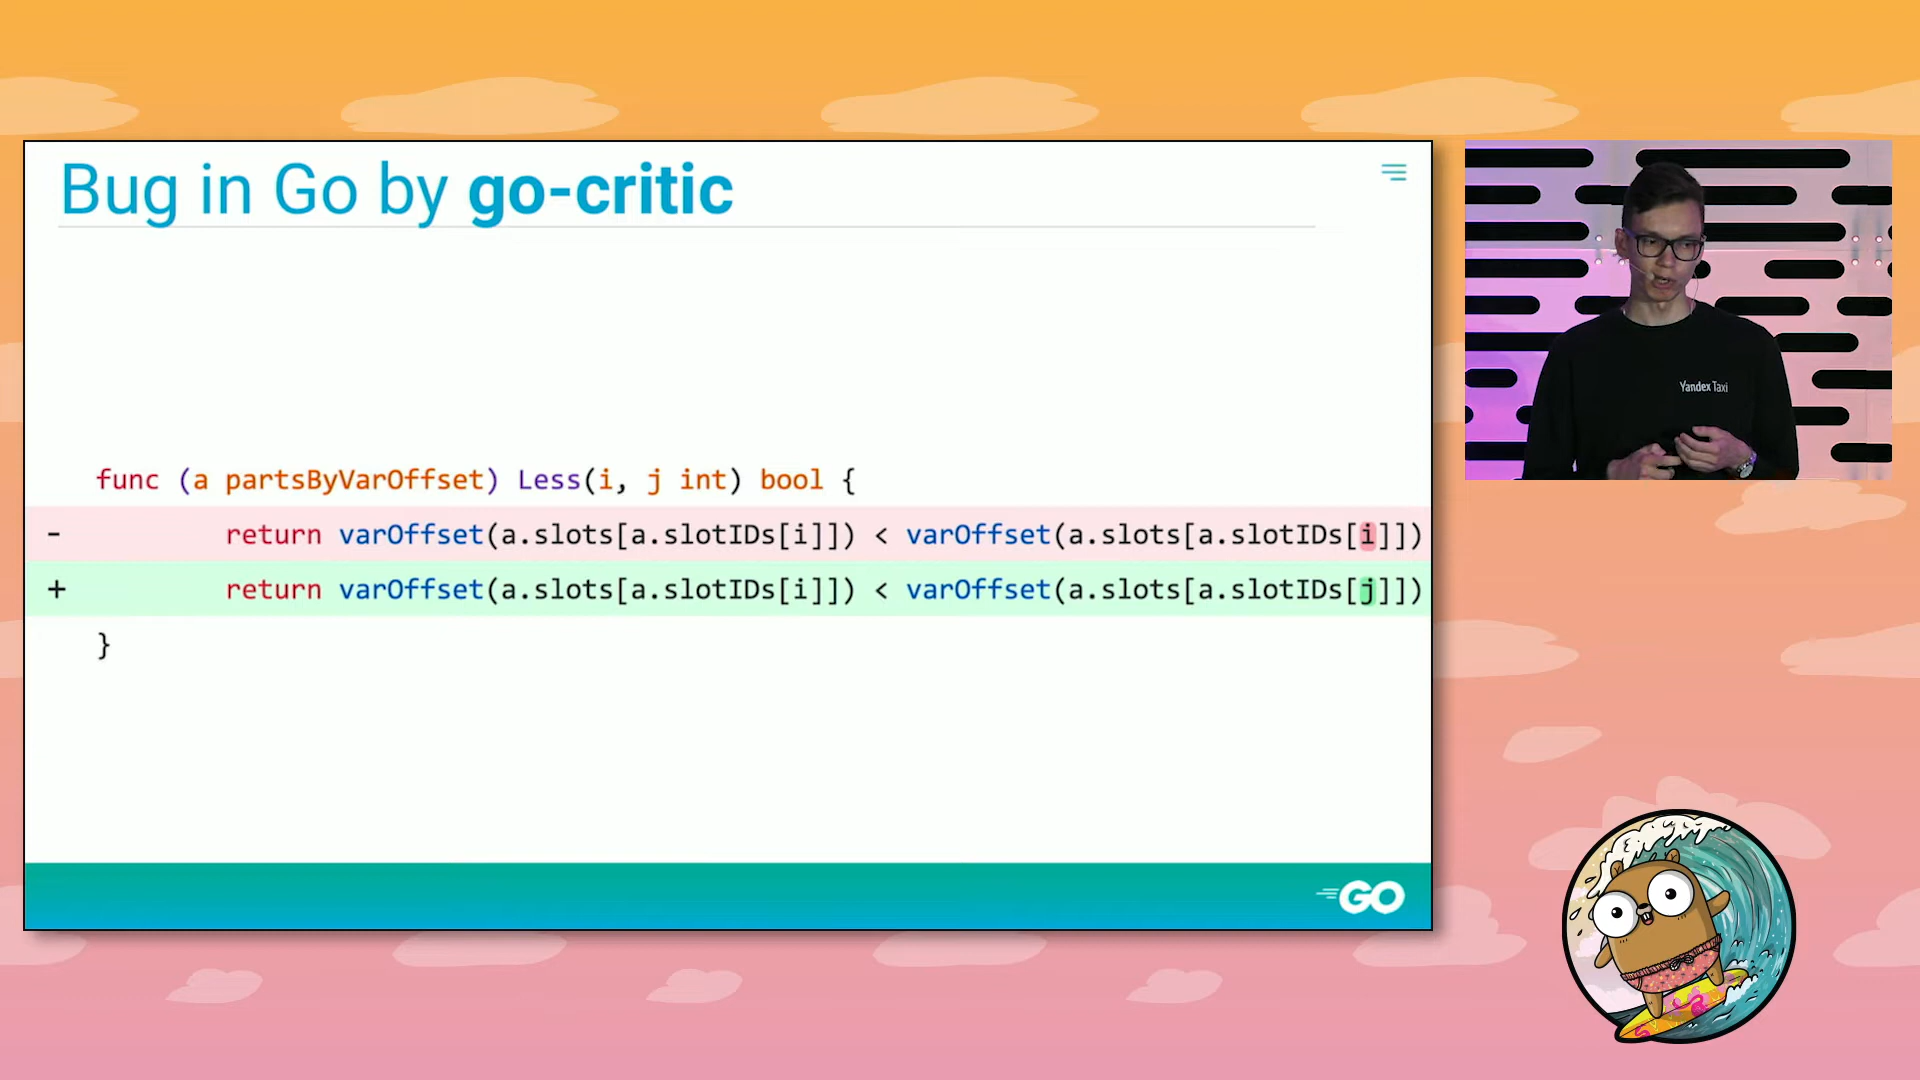 Bug in Go by go-critic
func (a partsByVarOffset) Less(i, j int) bool {
- return varOffset(a.slots[a.slotIDs[i]]) < varOffset(a.slots[a.slotIDs[i]])
+ return varOffset(a.slots[a.slotIDs[i]]) < varOffset(a.slots[a.slotIDs[j]])
}
GO
Yandex Taxi